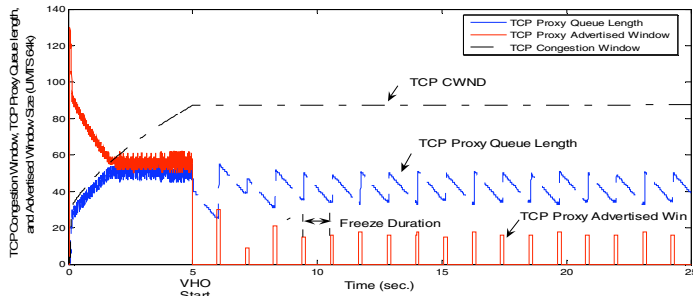 TCP Congestion Window, TCP Proxy Queue length,
and Advertised Window Size (UMTS 64k)
140
120
100
80
60
40
20
0
TCP Proxy Queue Length
TCP Proxy Advertised Window
TCP Congestion Window
TCP CWND
TCP Proxy Queue Length
Freeze Duration
TCP Proxy Advertised Win
0
5
10
15
20
25
VHO
Start
Time (sec.)